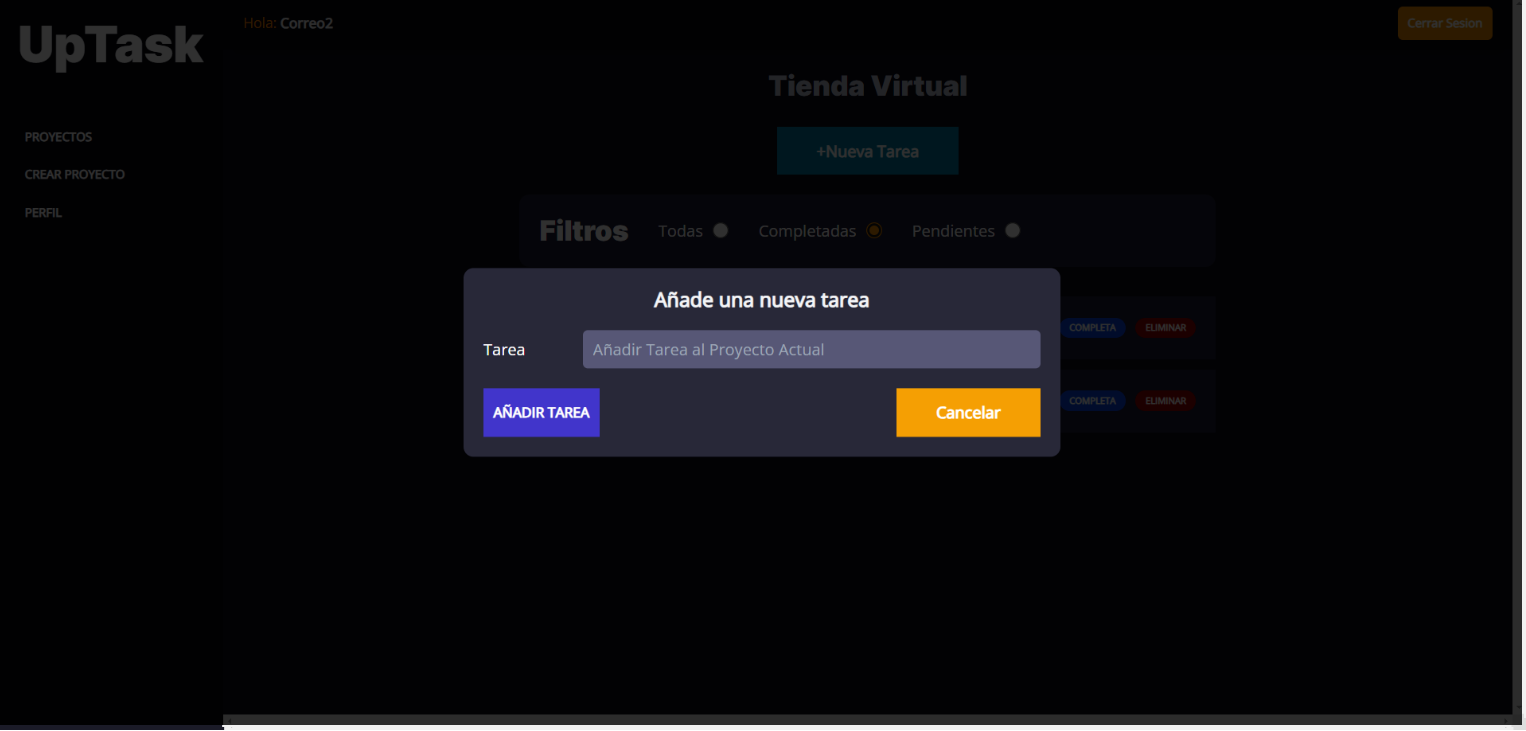 UpTask
Hola: Correo2
Cerrar Sesion
PROYECTOS
CREAR PROYECTO
PERFIL
Tienda Virtual
+Nueva Tarea
Filtros Todas Completadas Pendientes
Añade una nueva tarea
Tarea Añadir Tarea al Proyecto Actual
AÑADIR TAREA Cancelar
COMPLETA ELIMINAR
COMPLETA ELIMINAR